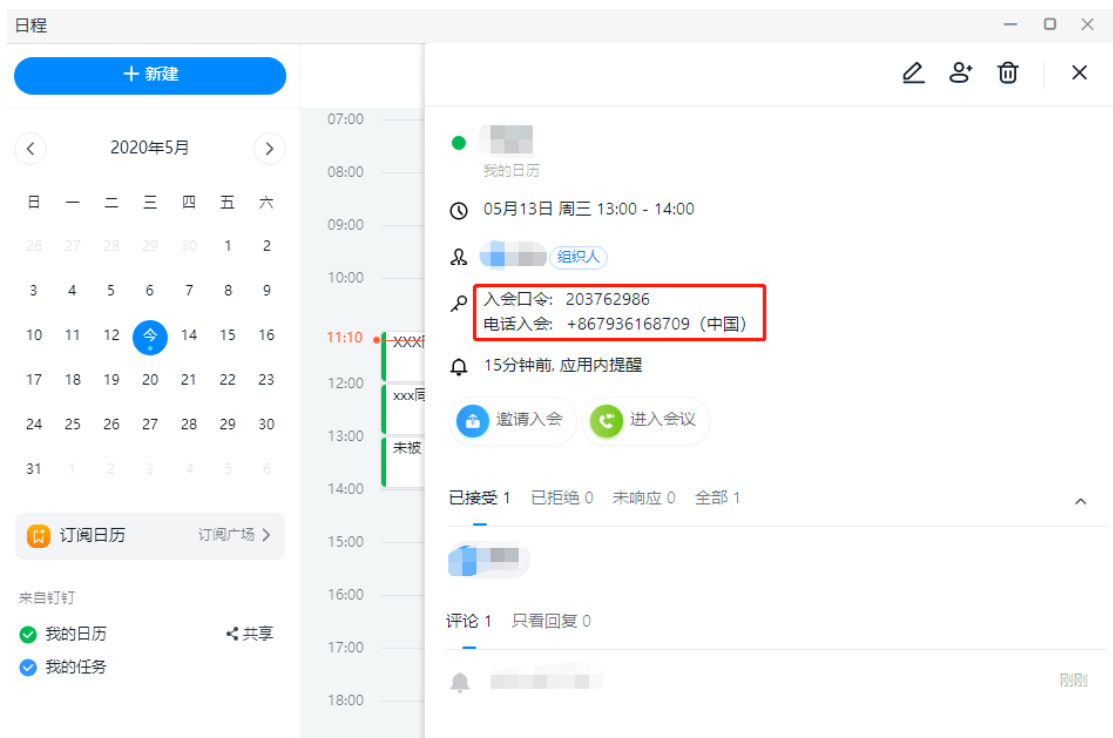 日程
新建
2020年5月
日 一 二 三 四 五 六
26 27 28 29 30 1 2
3 4 5 6 7 8 9
10 11 12 今 14 15 16
17 18 19 20 21 22 23
24 25 26 27 28 29 30
31 1 2 3 4 5 6
订阅日历 订阅广场
来自钉钉
我的日历 共享
我的任务
07:00
08:00
09:00
10:00
11:10
XXX
12:00
xxx同
13:00
未被
14:00
15:00
16:00
17:00
18:00
我的日历
05月13日 周三 13:00 - 14:00
组织人
入会口令: 203762986
电话入会: +867936168709（中国）
15分钟前, 应用内提醒
邀请入会 进入会议
已接受 1 已拒绝 0 未响应 0 全部 1
评论 1 只看回复 0
刚刚